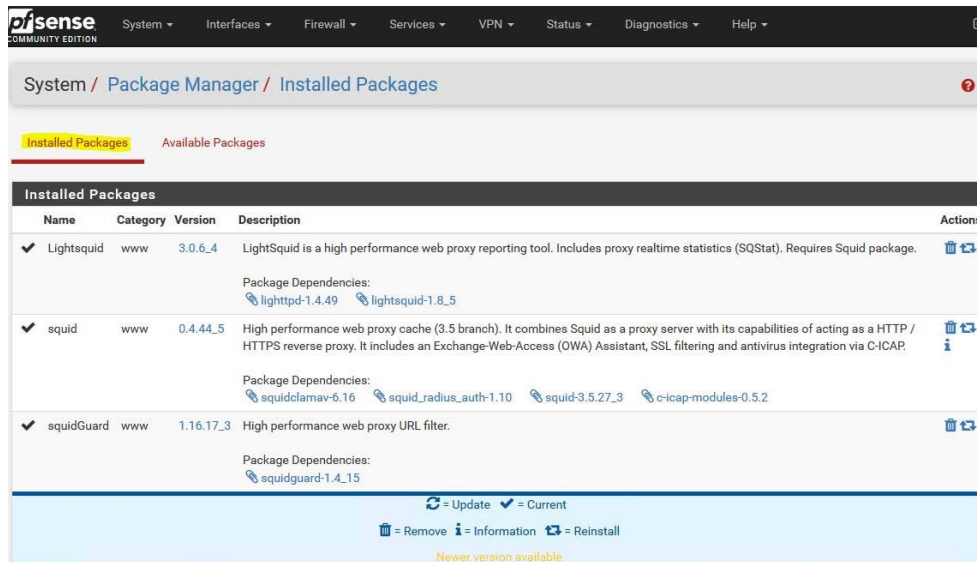 pfsense
COMMUNITY EDITION
System Interfaces Firewall Services VPN Status Diagnostics Help
System / Package Manager / Installed Packages
Installed Packages Available Packages
Installed Packages
Name Category Version Description Actions
Lightsquid www 3.0.6_4 LightSquid is a high performance web proxy reporting tool. Includes proxy realtime statistics (SQStat). Requires Squid package.
Package Dependencies:
lighttpd-1.4.49 lightsquid-1.8_5
squid www 0.4.44_5 High performance web proxy cache (3.5 branch). It combines Squid as a proxy server with its capabilities of acting as a HTTP /
HTTPS reverse proxy. It includes an Exchange-Web-Access (OWA) Assistant, SSL filtering and antivirus integration via C-ICAP.
Package Dependencies:
squidclamav-6.16 squid_radius_auth-1.10 squid-3.5.27_3 c-icap-modules-0.5.2
squidGuard www 1.16.17_3 High performance web proxy URL filter.
Package Dependencies:
squidguard-1.4_15
= Update = Current
= Remove = Information = Reinstall
Newer version available